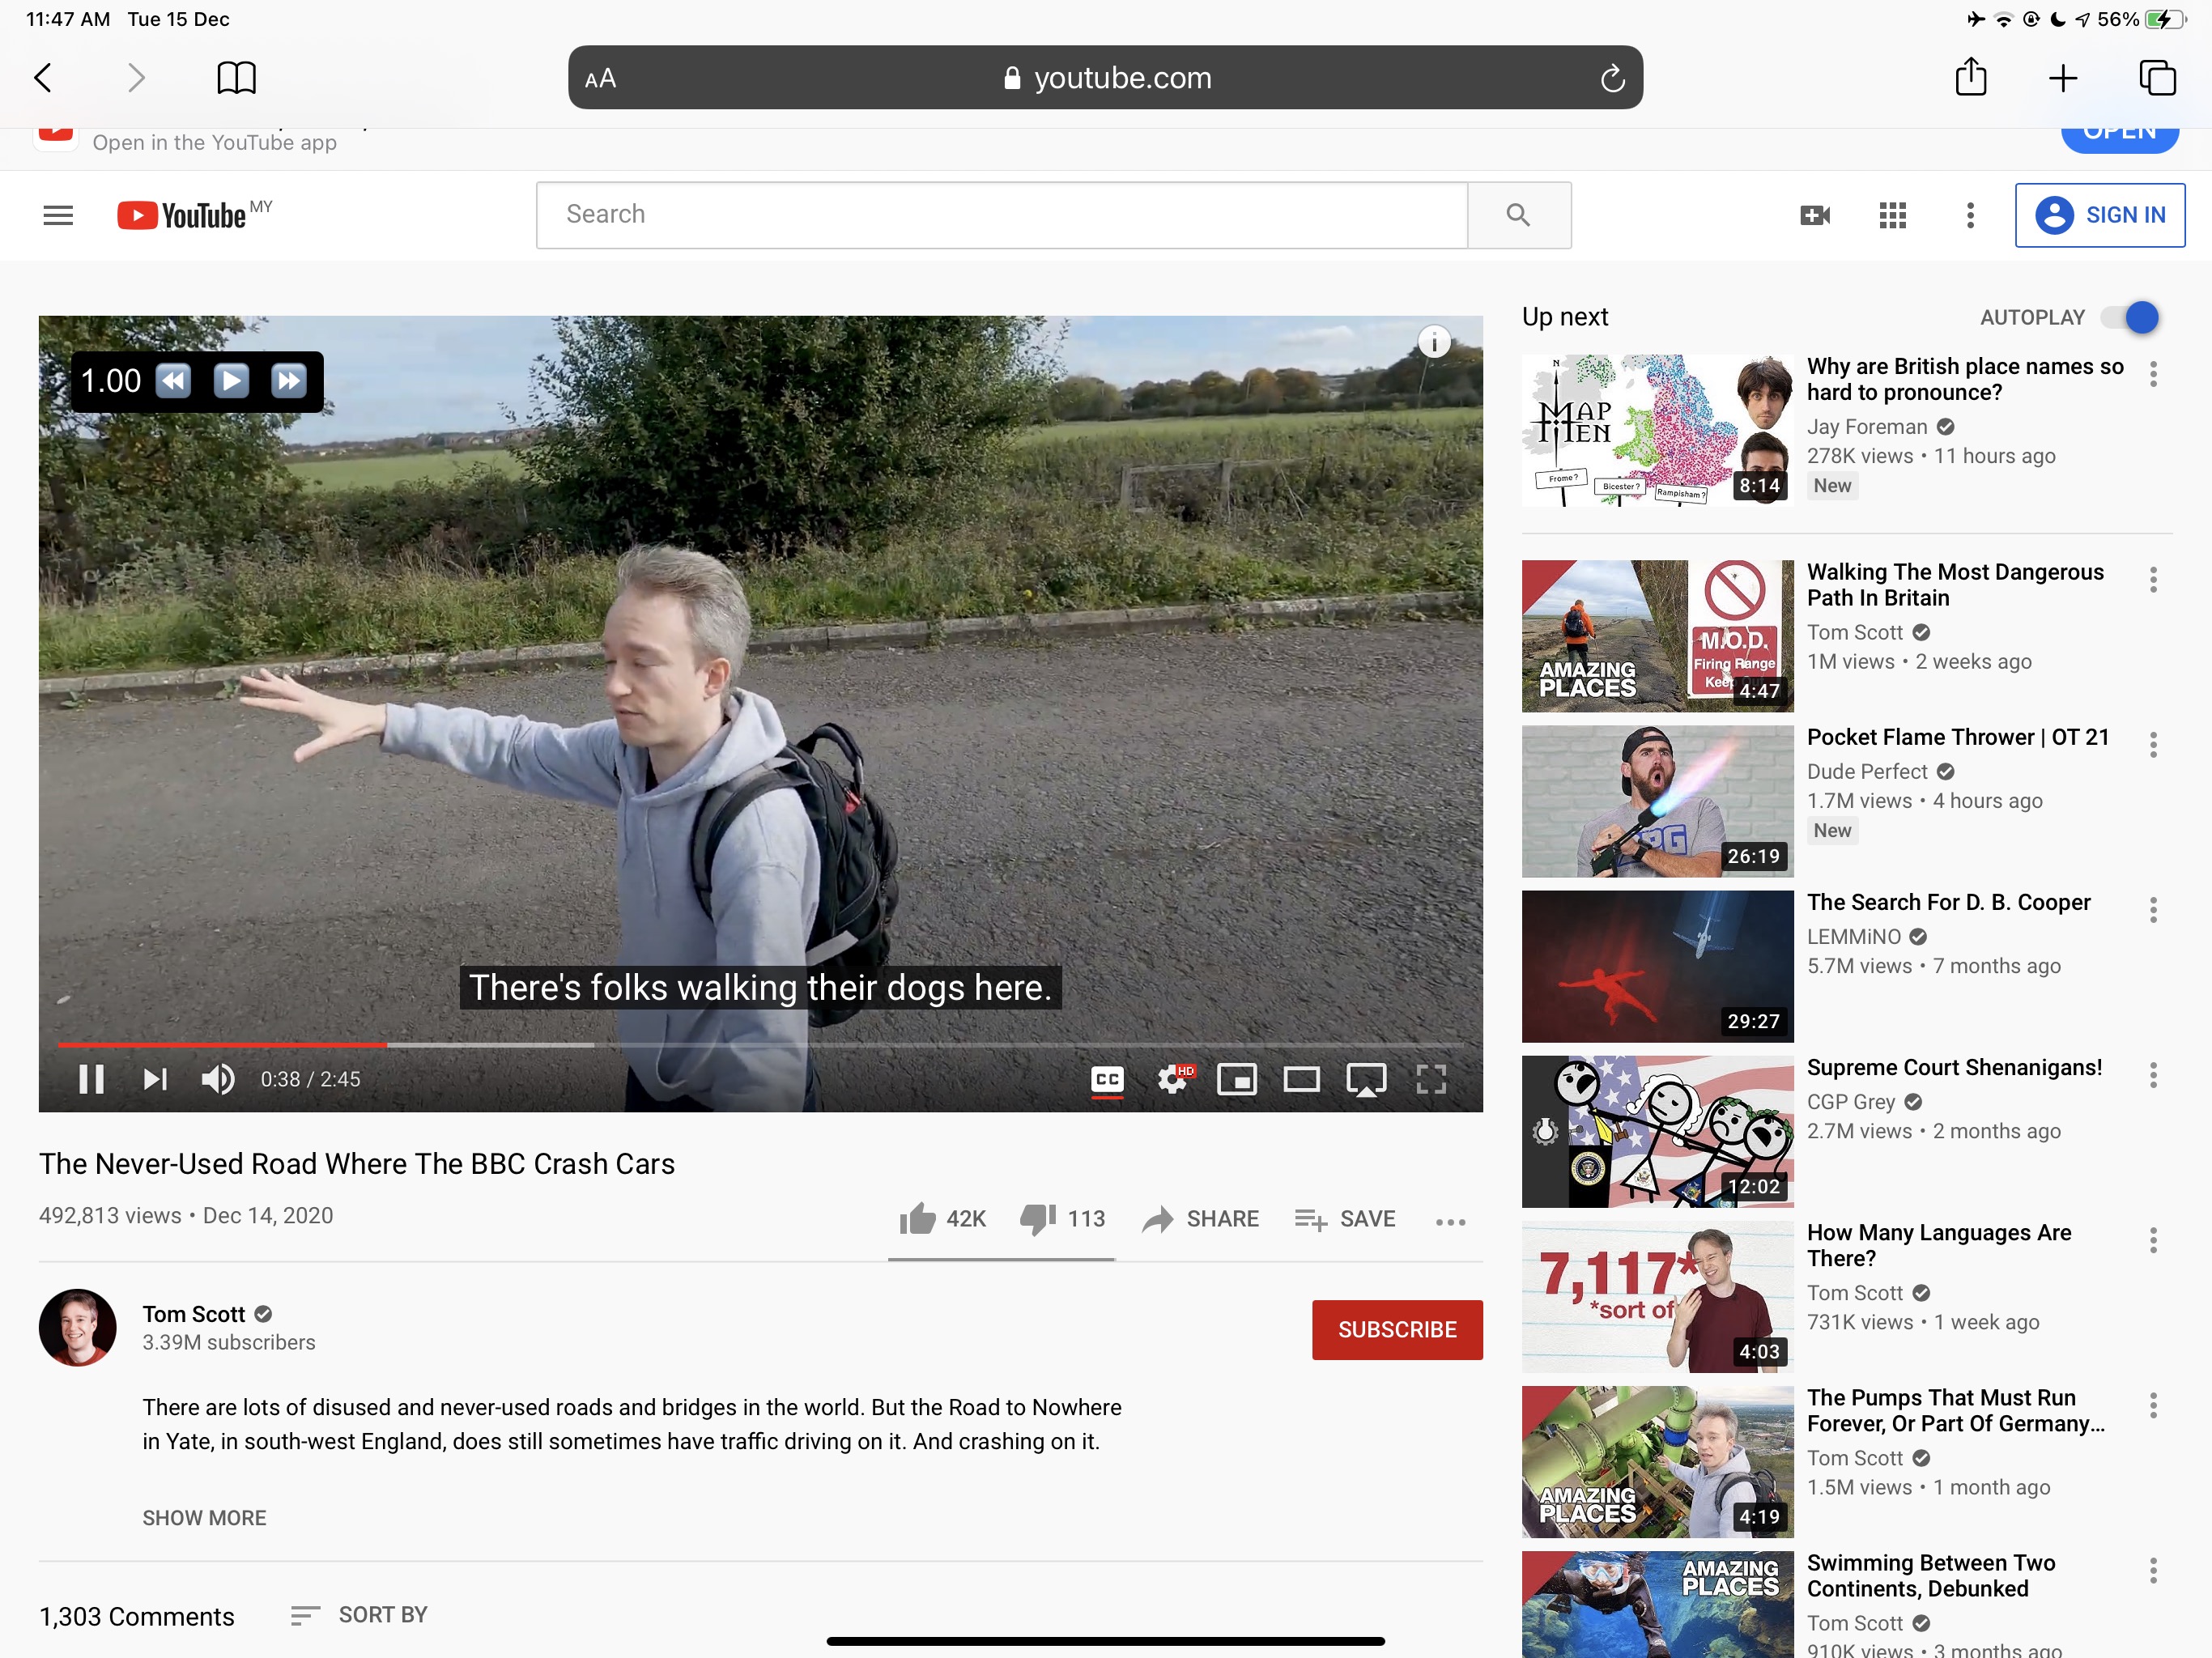 11:47 AM Tue 15 Dec
56%
AA
youtube.com
Open in the YouTube app
OPEN
YouTube MY
Search
SIGN IN
1.00
There's folks walking their dogs here.
0:38 / 2:45
CC
HD
The Never-Used Road Where The BBC Crash Cars
492,813 views • Dec 14, 2020
42K
113
SHARE
SAVE
Tom Scott
3.39M subscribers
SUBSCRIBE
There are lots of disused and never-used roads and bridges in the world. But the Road to Nowhere
in Yate, in south-west England, does still sometimes have traffic driving on it. And crashing on it.
SHOW MORE
1,303 Comments
SORT BY
Up next
AUTOPLAY
N
MAP
MEN
Frome?
Bicester?
Rampisham?
8:14
Why are British place names so
hard to pronounce?
Jay Foreman
278K views • 11 hours ago
New
M.O.D.
Firing Range
AMAZING
PLACES
4:47
Walking The Most Dangerous
Path In Britain
Tom Scott
1M views • 2 weeks ago
26:19
Pocket Flame Thrower | OT 21
Dude Perfect
1.7M views • 4 hours ago
New
29:27
The Search For D. B. Cooper
LEMMiNO
5.7M views • 7 months ago
12:02
Supreme Court Shenanigans!
CGP Grey
2.7M views • 2 months ago
7,117*
*sort of
4:03
How Many Languages Are
There?
Tom Scott
731K views • 1 week ago
AMAZING
PLACES
4:19
The Pumps That Must Run
Forever, Or Part Of Germany...
Tom Scott
1.5M views • 1 month ago
AMAZING
PLACES
Swimming Between Two
Continents, Debunked
Tom Scott
910K views • 3 months ago